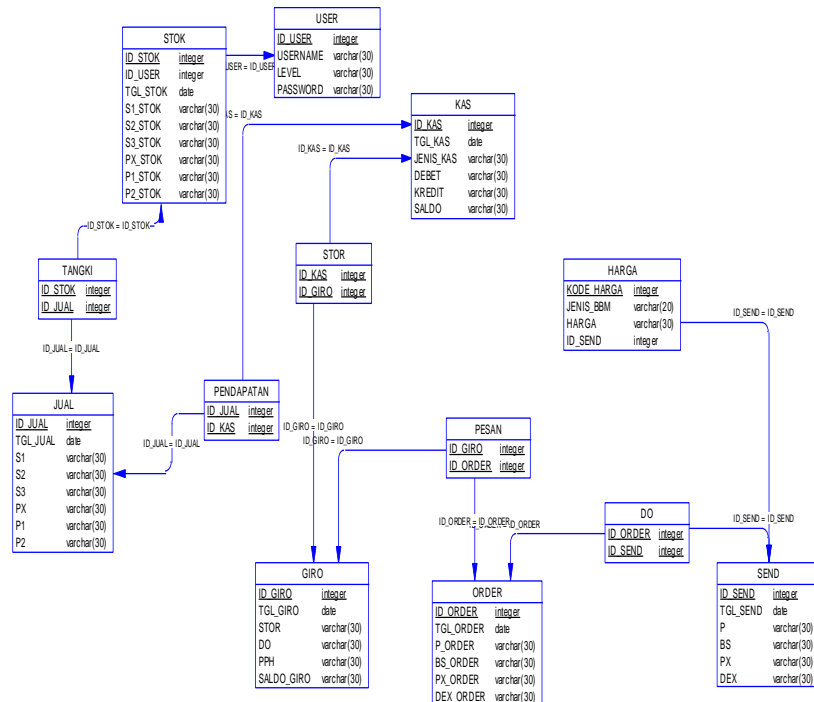 USER
ID_USER integer
USERNAME varchar(30)
LEVEL varchar(30)
PASSWORD varchar(30)
STOK
ID_STOK integer
ID_USER integer
TGL_STOK date
S1_STOK varchar(30)
S2_STOK varchar(30)
S3_STOK varchar(30)
PX_STOK varchar(30)
P1_STOK varchar(30)
P2_STOK varchar(30)
USER = ID_USER
AS = ID_KAS
KAS
ID_KAS integer
TGL_KAS date
JENIS_KAS varchar(30)
DEBET varchar(30)
KREDIT varchar(30)
SALDO varchar(30)
ID_KAS = ID_KAS
ID_STOK = ID_STOK
STOR
ID_KAS integer
ID_GIRO integer
TANGKI
ID_STOK integer
ID_JUAL integer
HARGA
KODE_HARGA integer
JENIS_BBM varchar(20)
HARGA varchar(30)
ID_SEND integer
ID_SEND = ID_SEND
ID_JUAL = ID_JUAL
PENDAPATAN
ID_JUAL integer
ID_KAS integer
JUAL
ID_JUAL integer
TGL_JUAL date
S1 varchar(30)
S2 varchar(30)
S3 varchar(30)
PX varchar(30)
P1 varchar(30)
P2 varchar(30)
ID_JUAL = ID_JUAL
ID_GIRO = ID_GIRO
ID_GIRO = ID_GIRO
PESAN
ID_GIRO integer
ID_ORDER integer
ID_ORDER = ID_ORDER
= ID_ORDER
DO
ID_ORDER integer
ID_SEND integer
ID_SEND = ID_SEND
GIRO
ID_GIRO integer
TGL_GIRO date
STOR varchar(30)
DO varchar(30)
PPH varchar(30)
SALDO_GIRO varchar(30)
ORDER
ID_ORDER integer
TGL_ORDER date
P_ORDER varchar(30)
BS_ORDER varchar(30)
PX_ORDER varchar(30)
DEX_ORDER varchar(30)
SEND
ID_SEND integer
TGL_SEND date
P varchar(30)
BS varchar(30)
PX varchar(30)
DEX varchar(30)